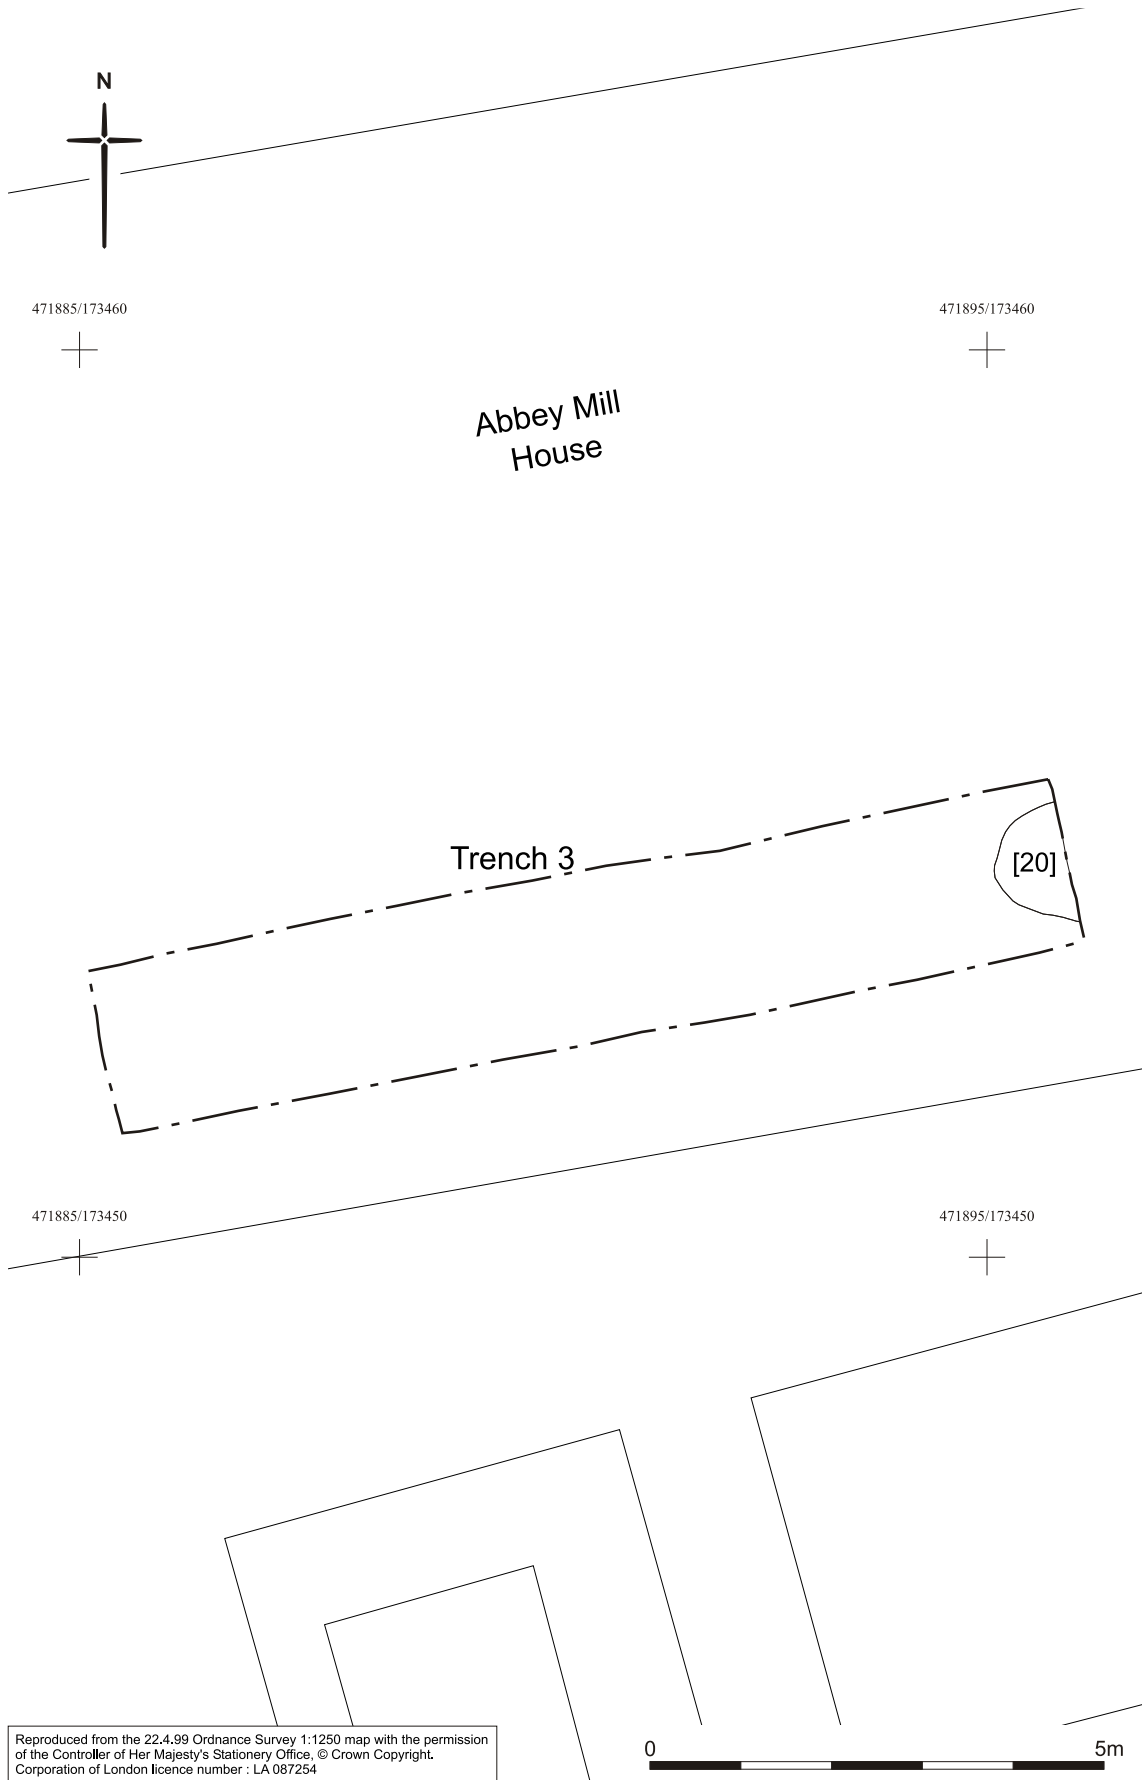 N
471885/173460
471895/173460
Abbey Mill
House
Trench 3
[20]
471885/173450
471895/173450
Reproduced from the 22.4.99 Ordnance Survey 1:1250 map with the permission
of the Controller of Her Majesty's Stationery Office, © Crown Copyright.
Corporation of London licence number : LA 087254
0
5m